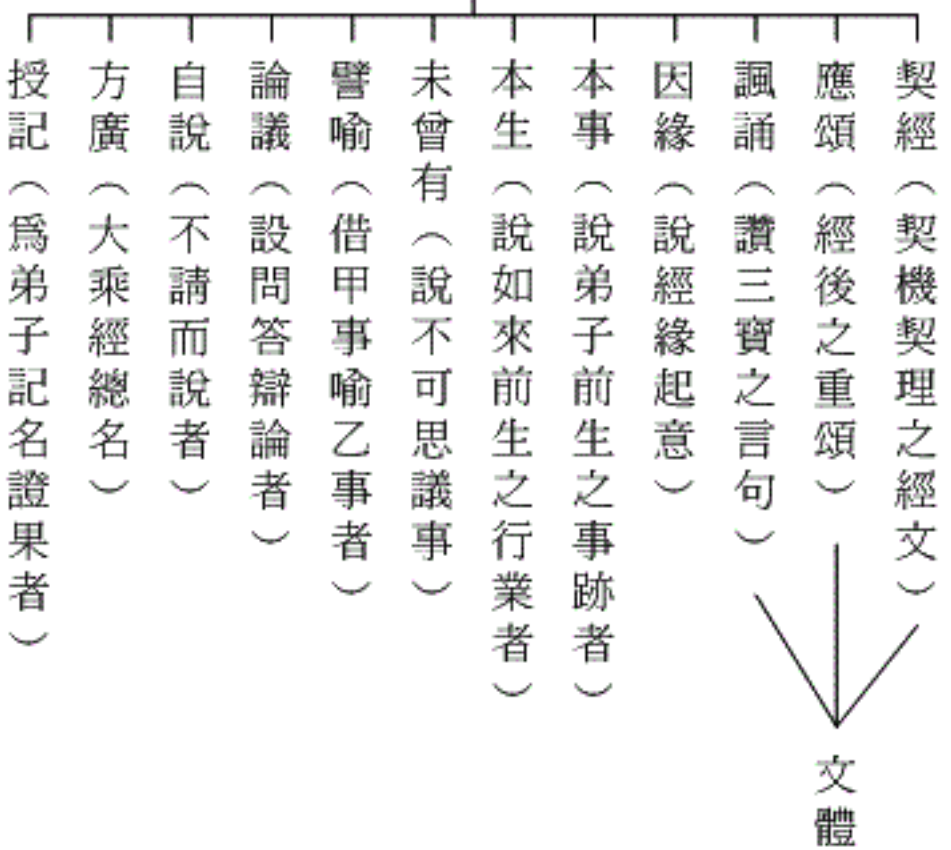 契經（契機契理之經文）
應頌（經後之重頌）
諷誦（讚三寶之言句）
因緣（說經緣起意）
本事（說弟子前生之事跡者）
本生（說如來前生之行業者）
未曾有（說不可思議事）
譬喻（借甲事喻乙事者）
論議（設問答辯論者）
自說（不請而說者）
方廣（大乘經總名）
授記（爲弟子記名證果者）
文體